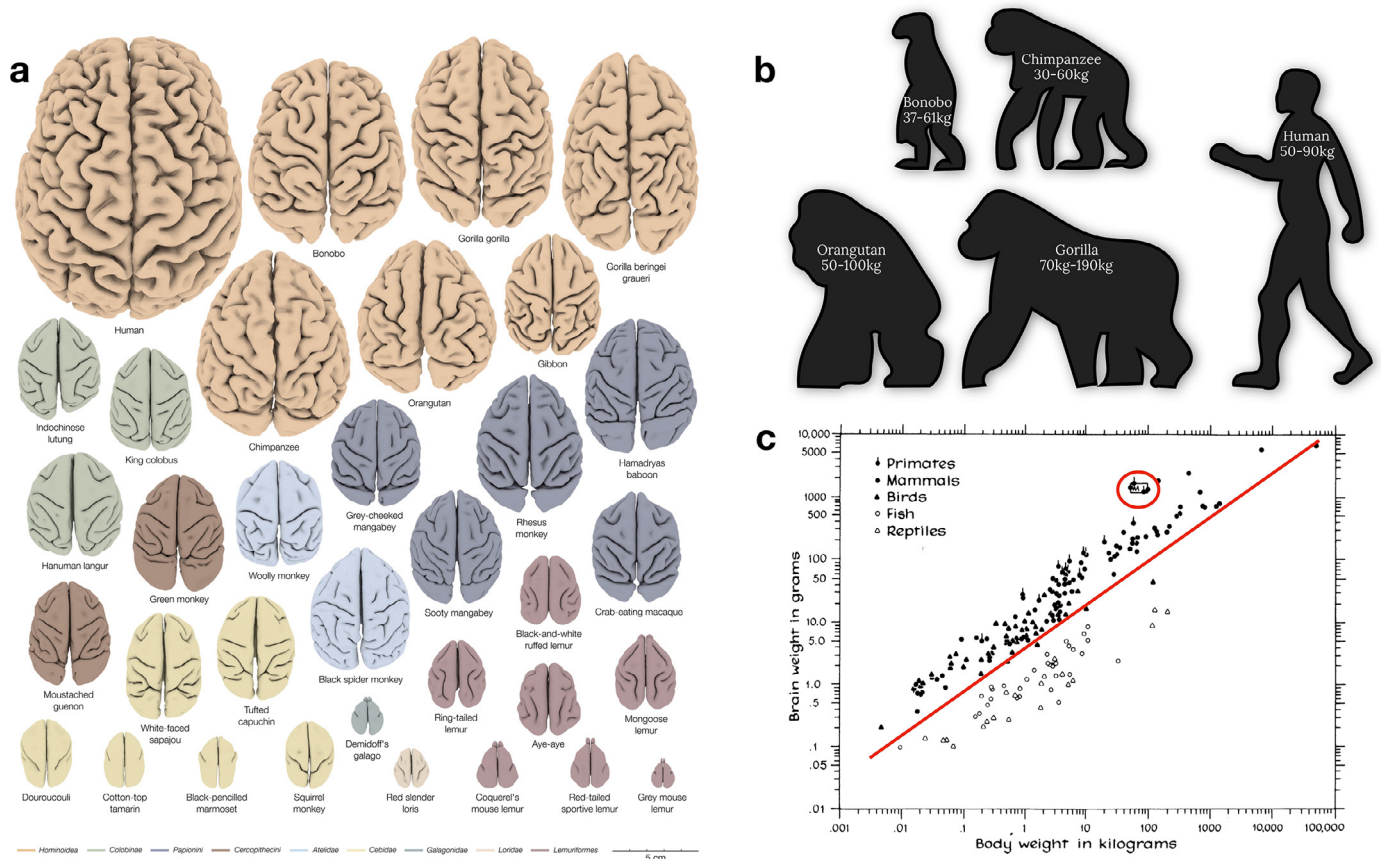 a
Human
Bonobo
Gorilla gorilla
Gorilla beringei
graueri
Chimpanzee
Orangutan
Gibbon
Indochinese
lutung
King colobus
Hamadryas
baboon
Grey-cheeked
mangabey
Rhesus
monkey
Hanuman langur
Green monkey
Woolly monkey
Sooty mangabey
Crab-eating macaque
Black-and-white
ruffed lemur
Moustached
guenon
White-faced
sapajou
Tufted
capuchin
Black spider monkey
Ring-tailed
lemur
Aye-aye
Mongoose
lemur
Demidoff's
galago
Douroucouli
Cotton-top
tamarin
Black-pencilled
marmoset
Squirrel
monkey
Red slender
loris
Coquerel's
mouse lemur
Red-tailed
sportive lemur
Grey mouse
lemur
Hominoidea Colobinae Papionini Cercopithecini Atelidae Cebidae Galagonidae Loridae Lemuriformes
5 cm
b
Bonobo
37-61kg
Chimpanzee
30-60kg
Human
50-90kg
Orangutan
50-100kg
Gorilla
70kg-190kg
c
Primates
Mammals
Birds
Fish
Reptiles
Brain weight in grams
10,000
5000
1000
500
100
50
10.0
5.0
1.0
.5
.1
.05
.01
.001 .01 .1 1 10 100 1000 10,000 100,000
Body weight in kilograms